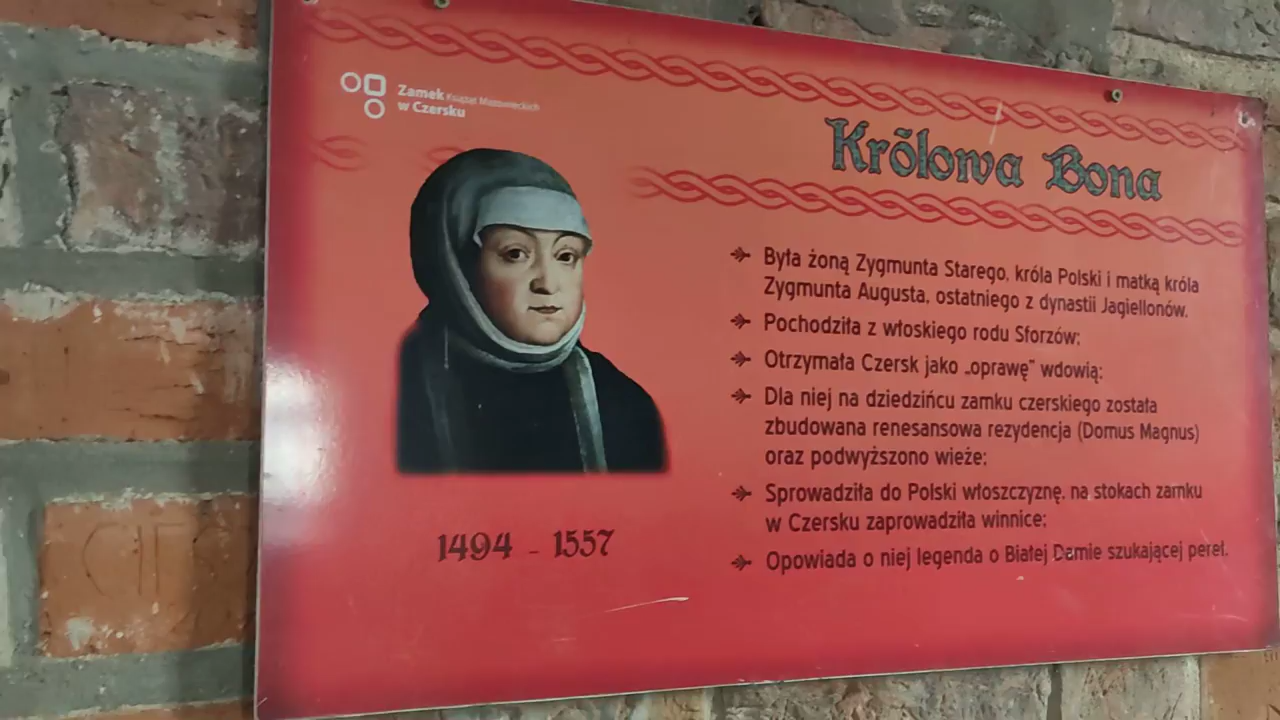 Zamek Książąt Mazowieckich
w Czersku
Królowa Bona
Była żoną Zygmunta Starego, króla Polski i matką króla
Zygmunta Augusta, ostatniego z dynastii Jagiellonów.
Pochodziła z włoskiego rodu Sforzów;
Otrzymała Czersk jako „oprawę" wdowią;
Dla niej na dziedzińcu zamku czerskiego została
zbudowana renesansowa rezydencja (Domus Magnus)
oraz podwyższono wieże;
Sprowadziła do Polski włoszczyznę, na stokach zamku
w Czersku zaprowadziła winnice;
Opowiada o niej legenda o Białej Damie szukającej pereł.
1494 - 1557